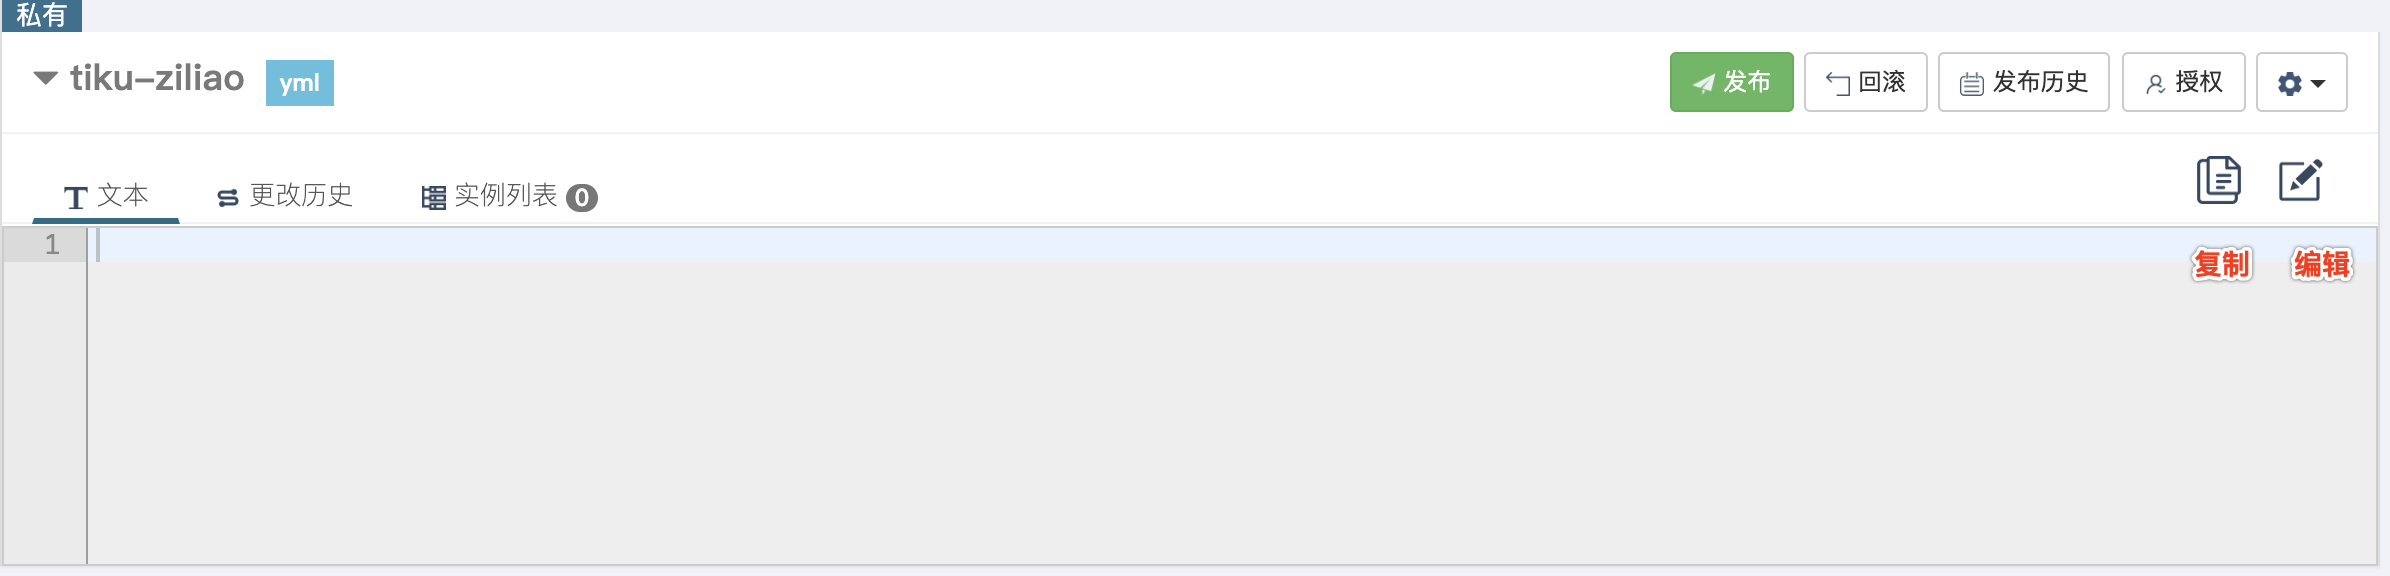 私有
tiku-ziliao yml 发布 回滚 发布历史 授权
文本 更改历史 实例列表 0
1
复制 编辑